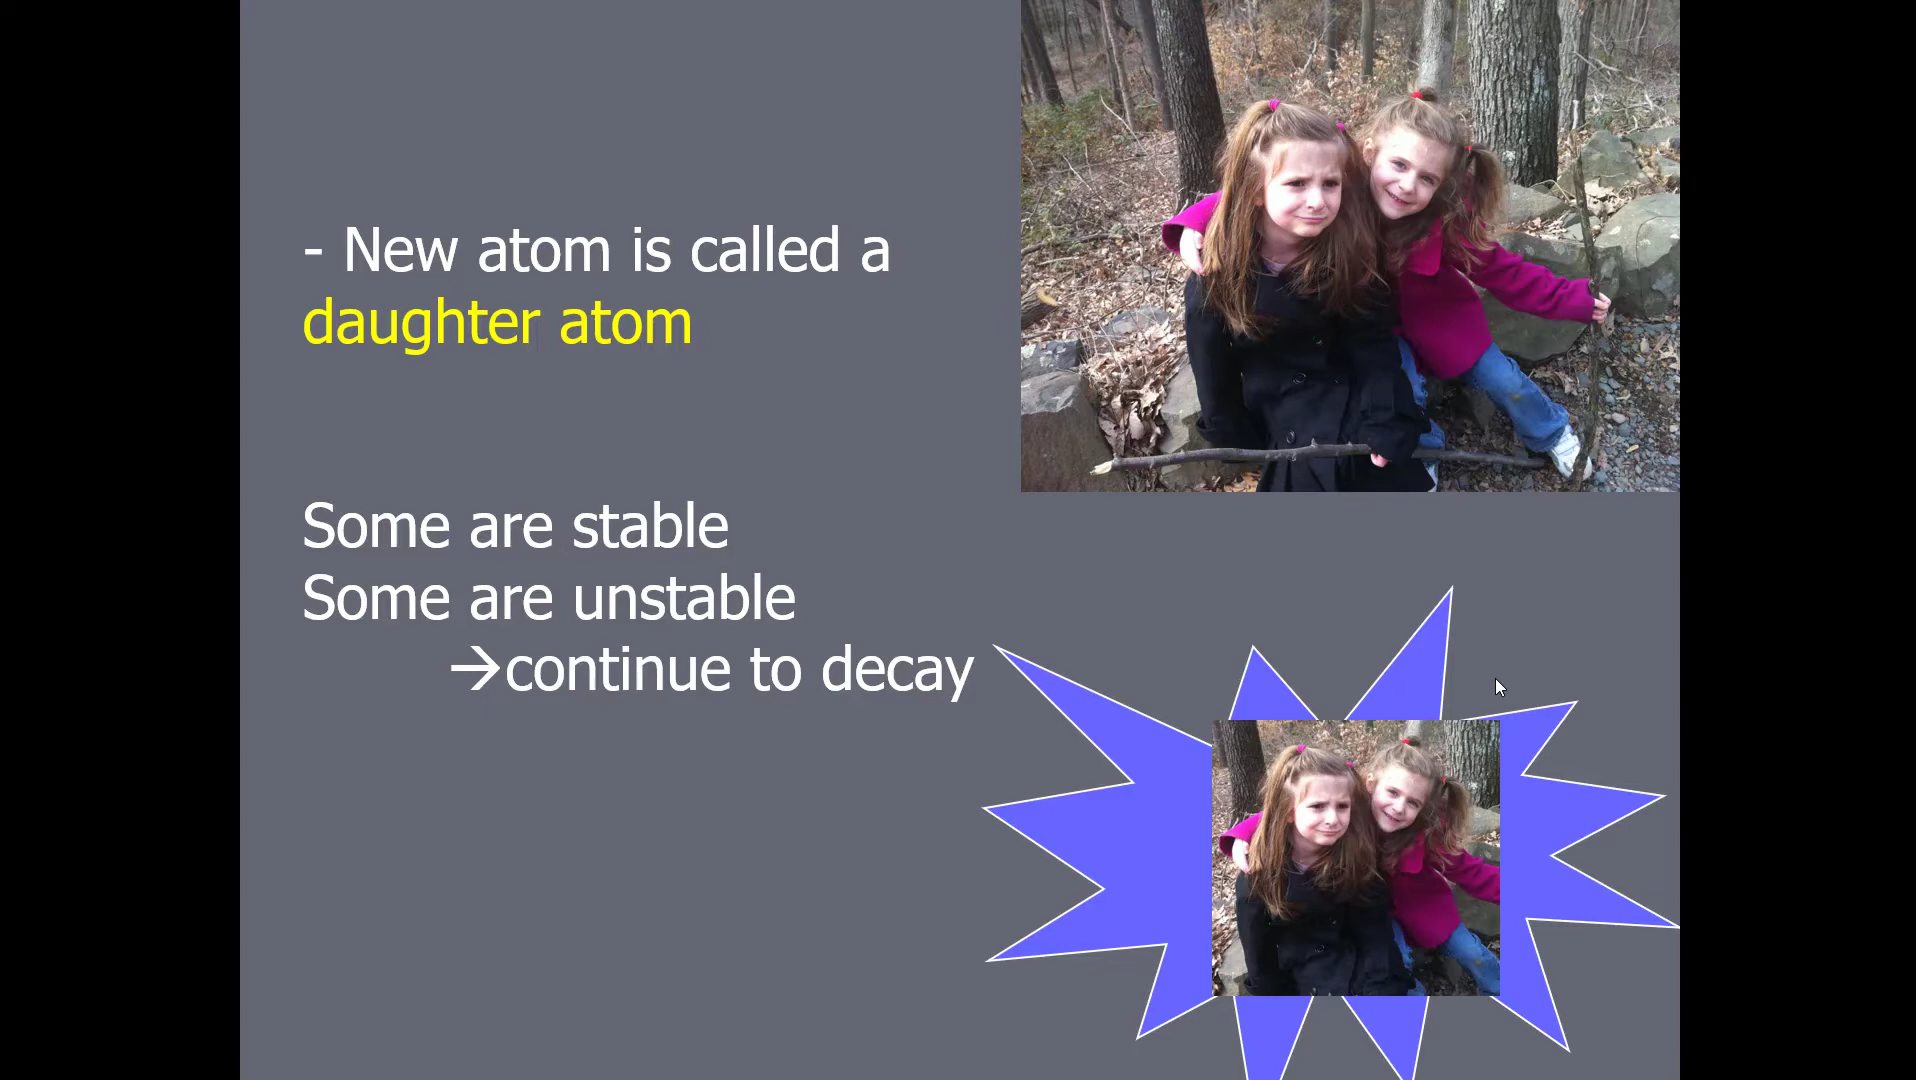 - New atom is called a
daughter atom
Some are stable
Some are unstable
→continue to decay